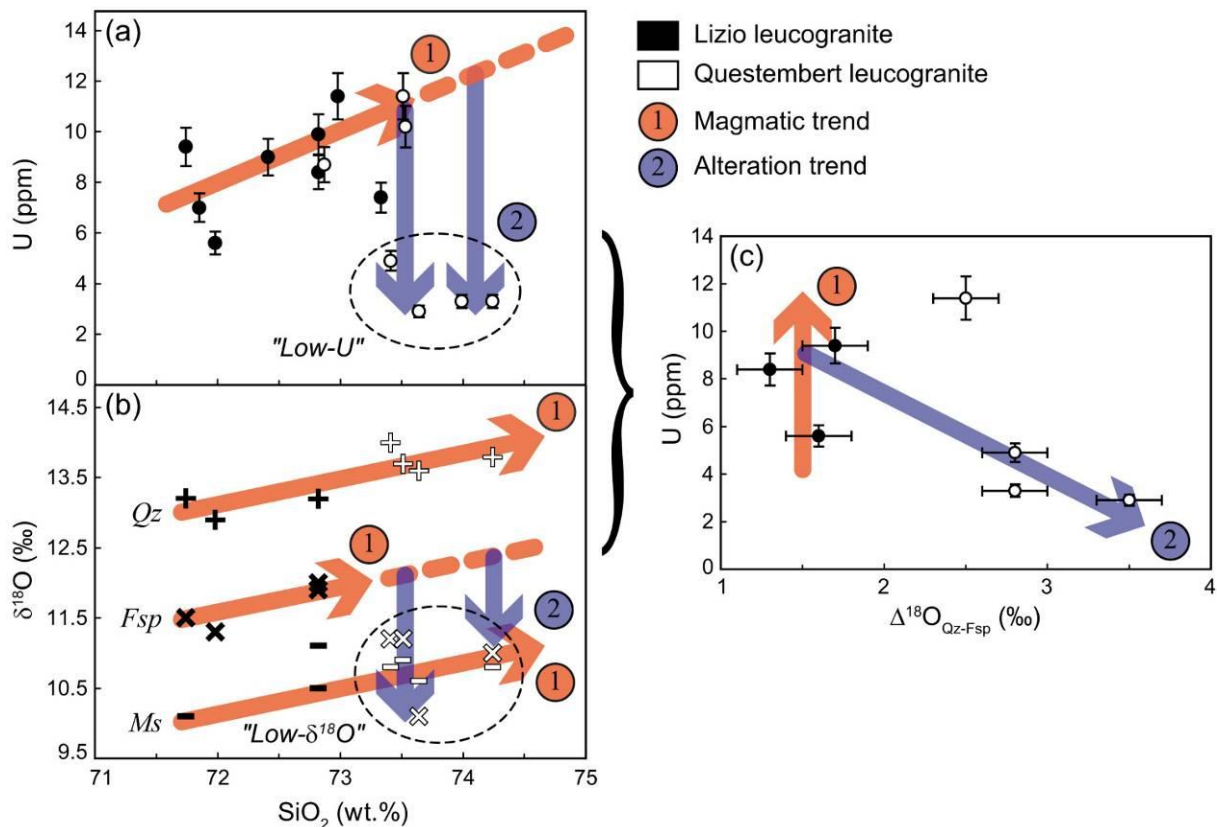 (a)
14
12
10
8
6
4
2
0
U (ppm)
1
2
"Low-U"
(b)
14.5
13.5
12.5
11.5
10.5
9.5
δ¹⁸O (‰)
Qz
1
Fsp
1
2
Ms
1
"Low-δ¹⁸O"
71 72 73 74 75
SiO₂ (wt.%)
Lizio leucogranite
Questembert leucogranite
1 Magmatic trend
2 Alteration trend
(c)
14
12
10
8
6
4
2
0
U (ppm)
1
2
1 2 3 4
Δ¹⁸O Qz-Fsp (‰)